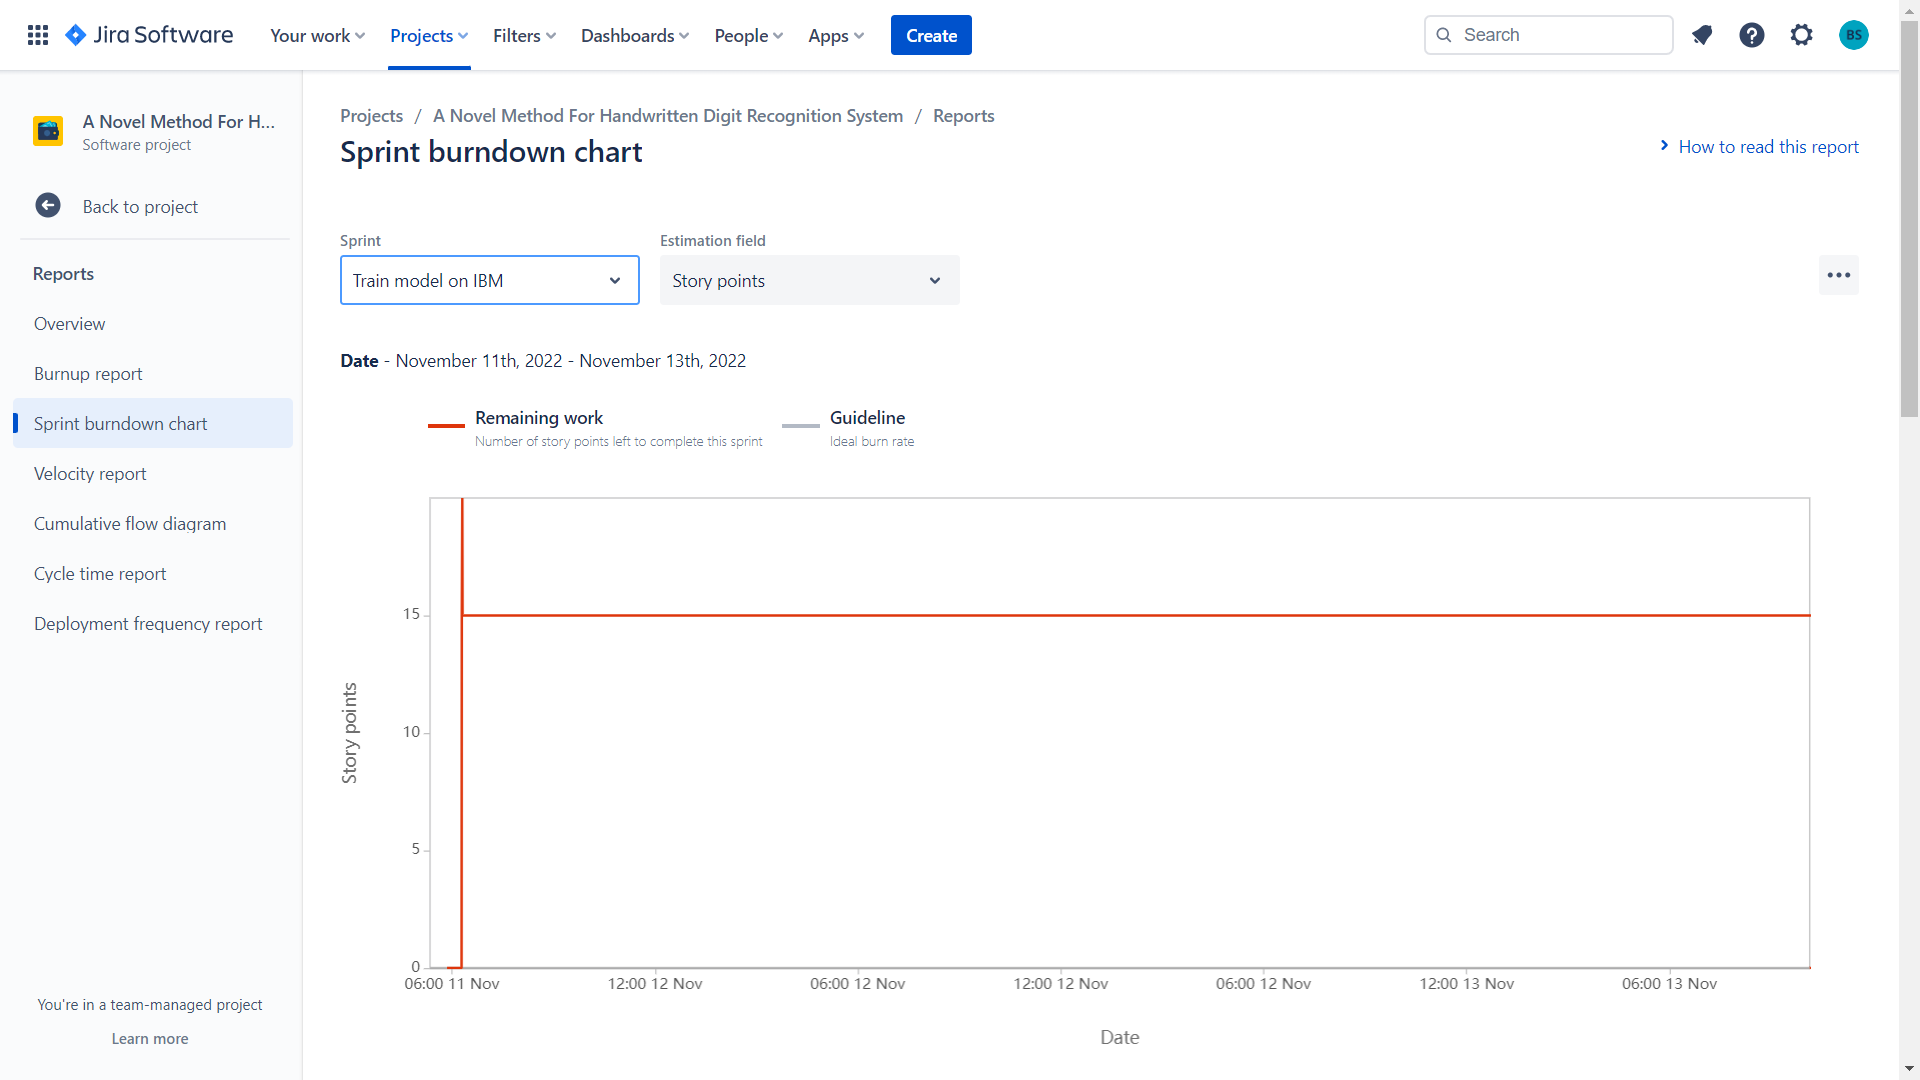 Jira Software
Your work
Projects
Filters
Dashboards
People
Apps
Create
Search
BS
A Novel Method For H...
Software project
Back to project
Reports
Overview
Burnup report
Sprint burndown chart
Velocity report
Cumulative flow diagram
Cycle time report
Deployment frequency report
You're in a team-managed project
Learn more
Projects / A Novel Method For Handwritten Digit Recognition System / Reports
Sprint burndown chart
How to read this report
Sprint
Estimation field
Train model on IBM
Story points
Date - November 11th, 2022 - November 13th, 2022
Remaining work
Number of story points left to complete this sprint
Guideline
Ideal burn rate
15
10
5
0
Story points
06:00 11 Nov
12:00 12 Nov
06:00 12 Nov
12:00 12 Nov
06:00 12 Nov
12:00 13 Nov
06:00 13 Nov
Date